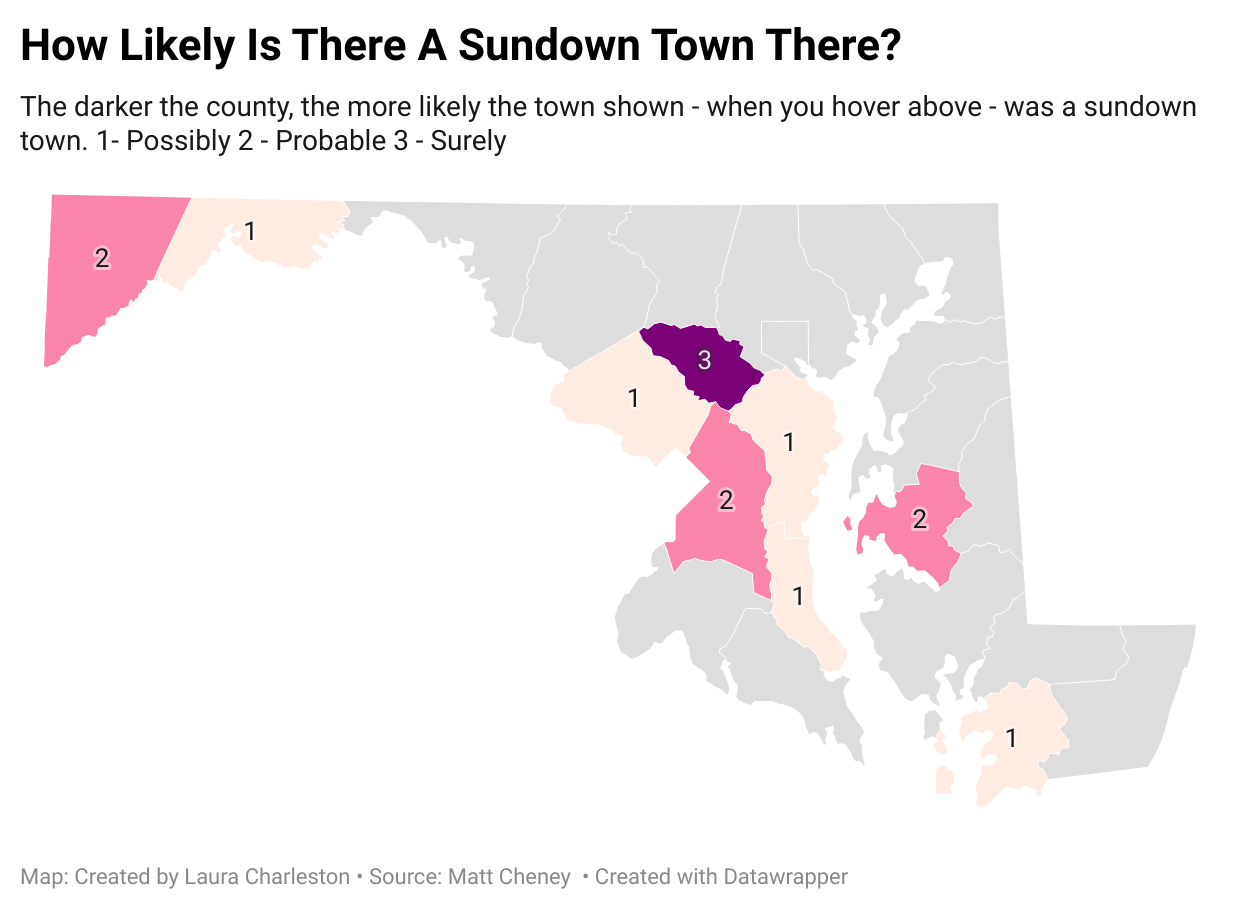 How Likely Is There A Sundown Town There?
The darker the county, the more likely the town shown - when you hover above - was a sundown
town. 1- Possibly 2 - Probable 3 - Surely
1
2
3
1
1
2
2
1
1
Map: Created by Laura Charleston • Source: Matt Cheney • Created with Datawrapper